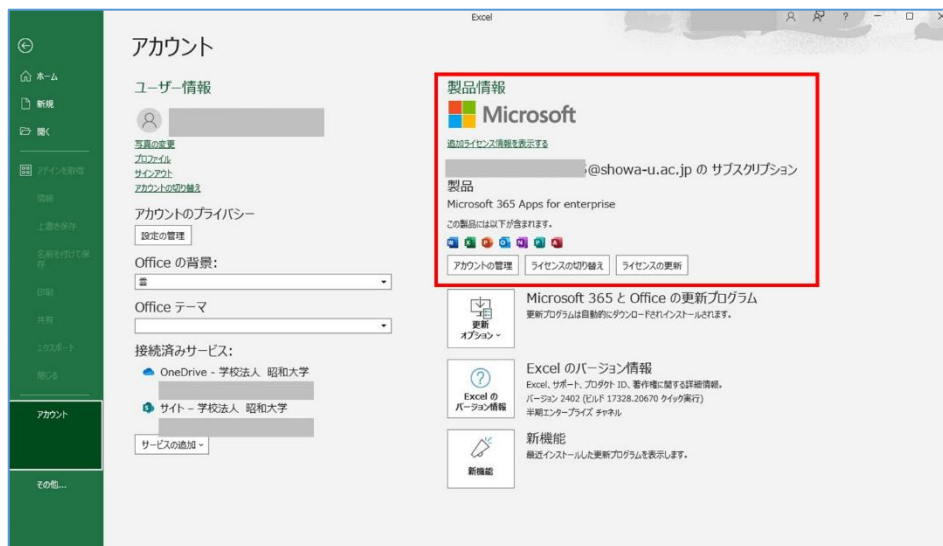 Excel
?
アカウント
ホーム
新規
開く
アドインを取得
情報
上書き保存
名前を付けて保
存
印刷
共有
エクスポート
閉じる
アカウント
その他...
ユーザー情報
写真の変更
プロファイル
サインアウト
アカウントの切り替え
アカウントのプライバシー
設定の管理
Office の背景:
雲
Office テーマ
接続済みサービス:
OneDrive - 学校法人 昭和大学
サイト – 学校法人 昭和大学
サービスの追加
製品情報
Microsoft
追加ライセンス情報を表示する
@showa-u.ac.jp の サブスクリプション
製品
Microsoft 365 Apps for enterprise
この製品には以下が含まれます。
アカウントの管理 ライセンスの切り替え ライセンスの更新
更新
オプション
Microsoft 365 と Office の更新プログラム
更新プログラムは自動的にダウンロードされインストールされます。
Excel の
バージョン情報
Excel のバージョン情報
Excel、サポート、プロダクト ID、著作権に関する詳細情報。
バージョン 2402 (ビルド 17328.20670 クイック実行)
半期エンタープライズ チャネル
新機能
新機能
最近インストールした更新プログラムを表示します。